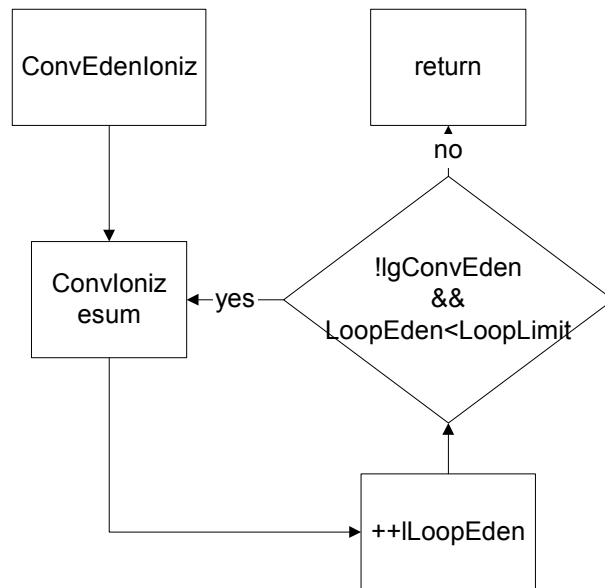 ConvEdenIoniz
return
no
!lgConvEden
&&
LoopEden<LoopLimit
yes
ConvIoniz
esum
++lLoopEden